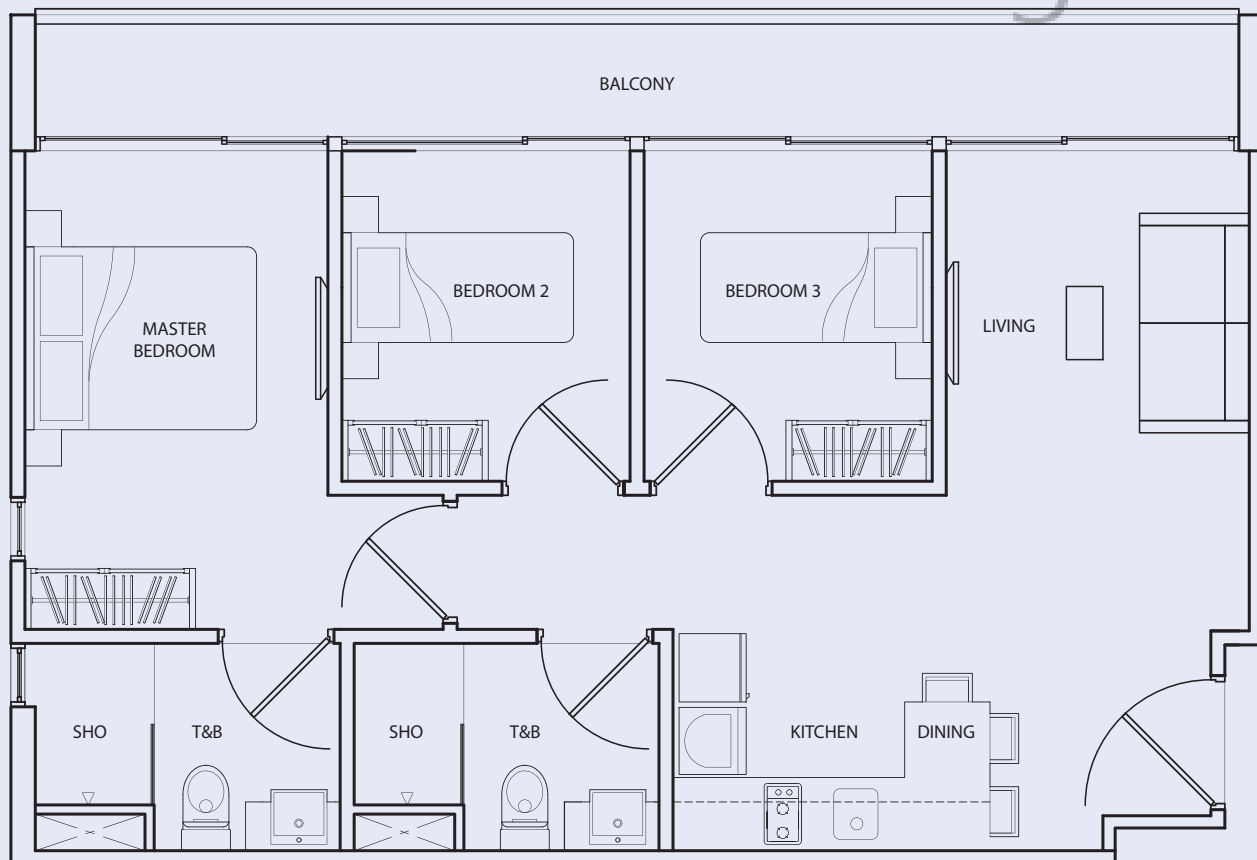 BALCONY
BEDROOM 2
BEDROOM 3
MASTER
BEDROOM
LIVING
SHO
T&B
SHO
T&B
KITCHEN
DINING